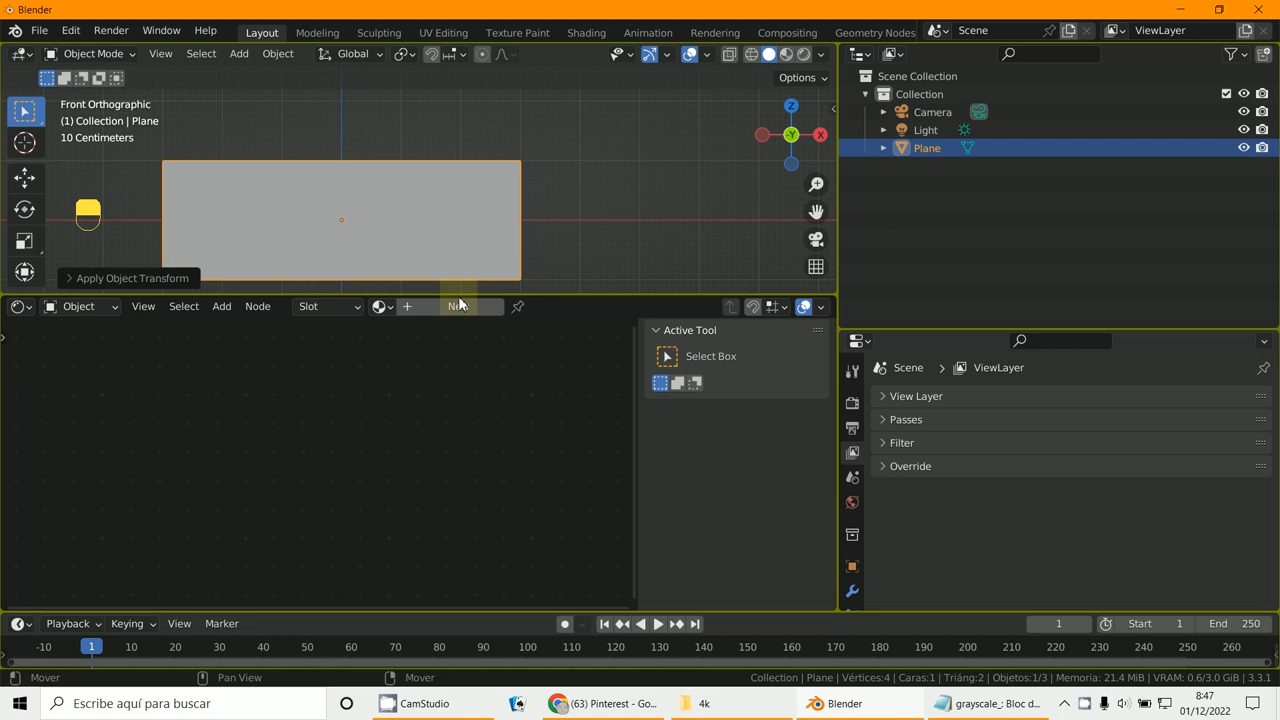 Blender
File Edit Render Window Help Layout Modeling Sculpting UV Editing Texture Paint Shading Animation Rendering Compositing Geometry Nodes Scene ViewLayer
Object Mode View Select Add Object Global
Options
Front Orthographic
(1) Collection | Plane
10 Centimeters
Z
-Y
X
Apply Object Transform
Object View Select Add Node Slot New
Active Tool
Select Box
Scene Collection
Collection
Camera
Light
Plane
Scene ViewLayer
View Layer
Passes
Filter
Override
Playback Keying View Marker 1 Start 1 End 250
-10 1 10 20 30 40 50 60 70 80 90 100 110 120 130 140 150 160 170 180 190 200 210 220 230 240 250 260
Mover Pan View Mover Collection | Plane | Vértices:4 | Caras:1 | Triáng:2 | Objetos:1/3 | Memoria: 21.4 MiB | VRAM: 0.6/3.0 GiB | 3.3.1
Escribe aquí para buscar CamStudio (63) Pinterest - Go... 4k Blender grayscale_: Bloc d... 8:47
01/12/2022